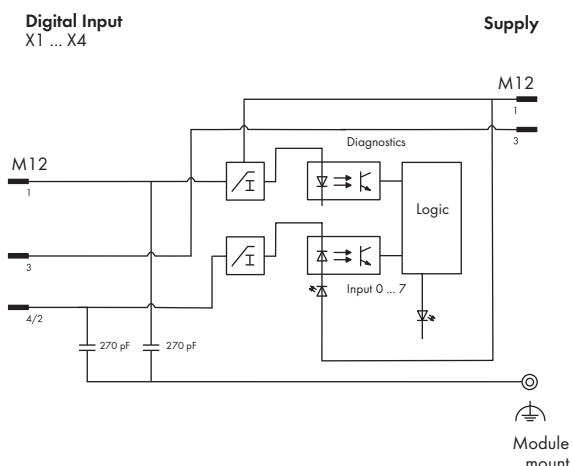 Digital Input
X1 ... X4
Supply
M12
1
3
Diagnostics
M12
1
I
Logic
3
I
Input 0 ... 7
4/2
270 pF
270 pF
Module
mount